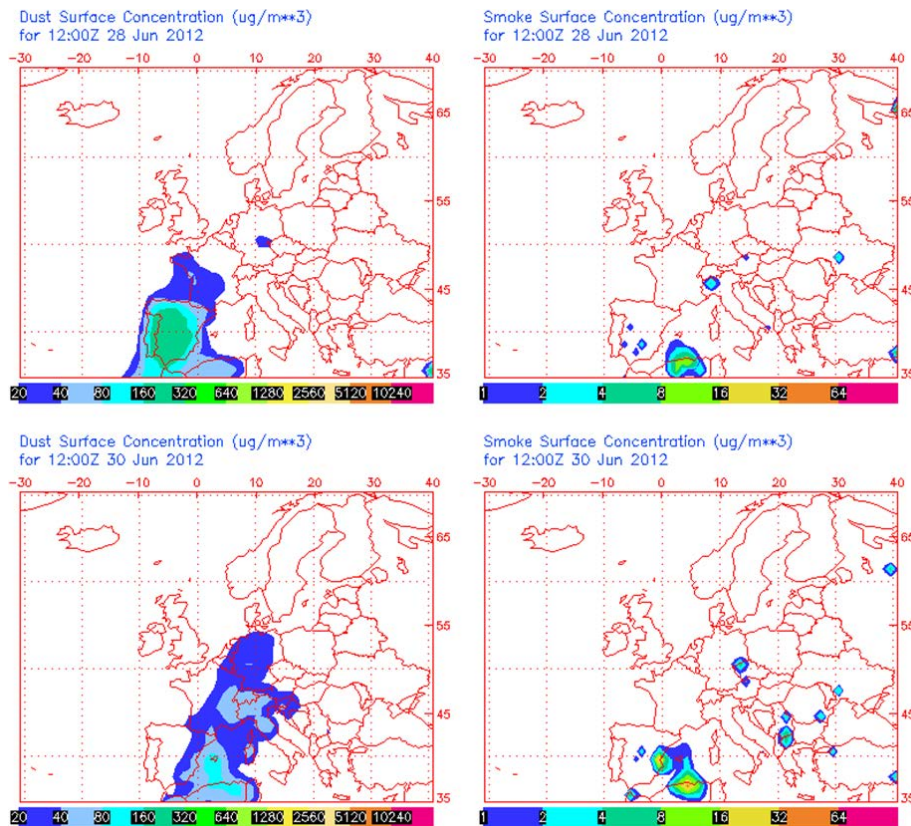 Dust Surface Concentration (ug/m**3)
for 12:00Z 28 Jun 2012
-30 -20 -10 0 10 20 30 40
65
55
45
35
20 40 80 160 320 640 1280 2560 5120 10240
Smoke Surface Concentration (ug/m**3)
for 12:00Z 28 Jun 2012
-30 -20 -10 0 10 20 30 40
65
55
45
35
1 2 4 8 16 32 64
Dust Surface Concentration (ug/m**3)
for 12:00Z 30 Jun 2012
-30 -20 -10 0 10 20 30 40
65
55
45
35
20 40 80 160 320 640 1280 2560 5120 10240
Smoke Surface Concentration (ug/m**3)
for 12:00Z 30 Jun 2012
-30 -20 -10 0 10 20 30 40
65
55
45
35
1 2 4 8 16 32 64